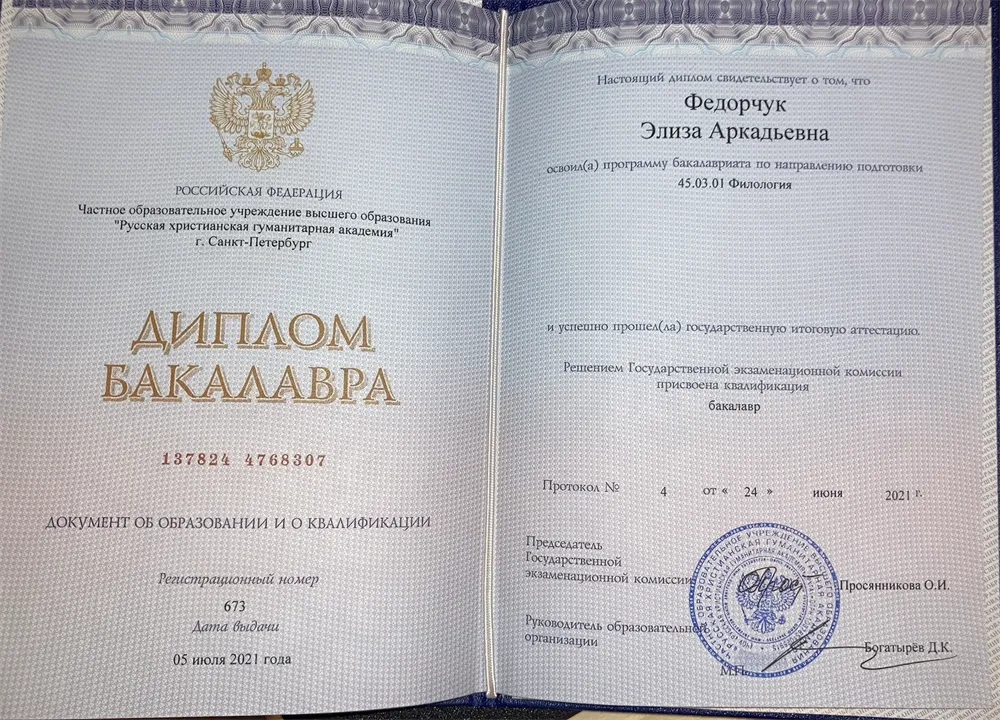 РОССИЙСКАЯ ФЕДЕРАЦИЯ
Частное образовательное учреждение высшего образования
"Русская христианская гуманитарная академия"
г. Санкт-Петербург
ДИПЛОМ
БАКАЛАВРА
137824 4768307
ДОКУМЕНТ ОБ ОБРАЗОВАНИИ И О КВАЛИФИКАЦИИ
Регистрационный номер
673
Дата выдачи
05 июля 2021 года
Настоящий диплом свидетельствует о том, что
Федорчук
Элиза Аркадьевна
освоил(а) программу бакалавриата по направлению подготовки
45.03.01 Филология
и успешно прошел(ла) государственную итоговую аттестацию.
Решением Государственной экзаменационной комиссии
присвоена квалификация
бакалавр
Протокол № 4 от « 24 » июня 2021 г.
Председатель
Государственной
экзаменационной комиссии
Просянникова О.И.
Руководитель образовательной
организации
Богатырёв Д.К.
М.П.